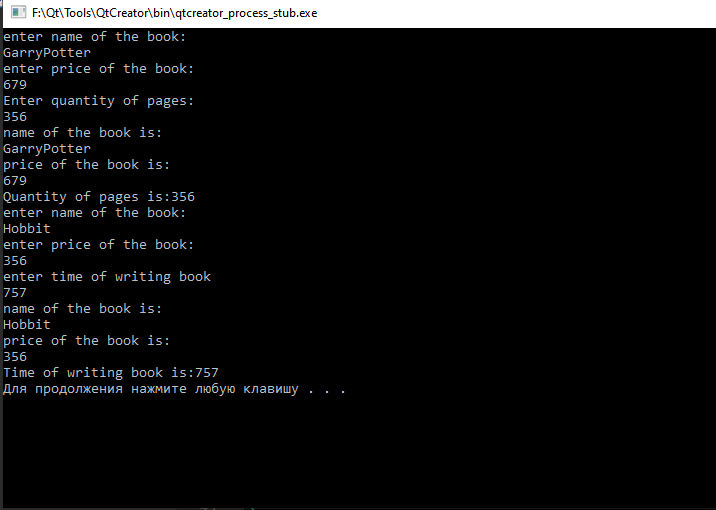 F:\Qt\Tools\QtCreator\bin\qtcreator_process_stub.exe
enter name of the book:
GarryPotter
enter price of the book:
679
Enter quantity of pages:
356
name of the book is:
GarryPotter
price of the book is:
679
Quantity of pages is:356
enter name of the book:
Hobbit
enter price of the book:
356
enter time of writing book
757
name of the book is:
Hobbit
price of the book is:
356
Time of writing book is:757
Для продолжения нажмите любую клавишу . . .